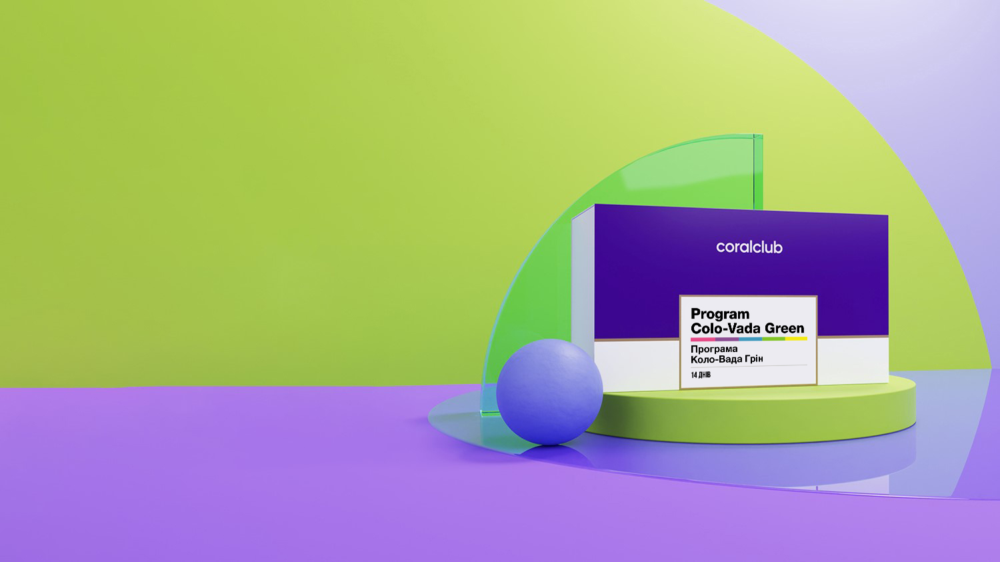 coralclub
Program
Colo-Vada Green
Програма
Коло-Вада Грін
14 ДНІВ